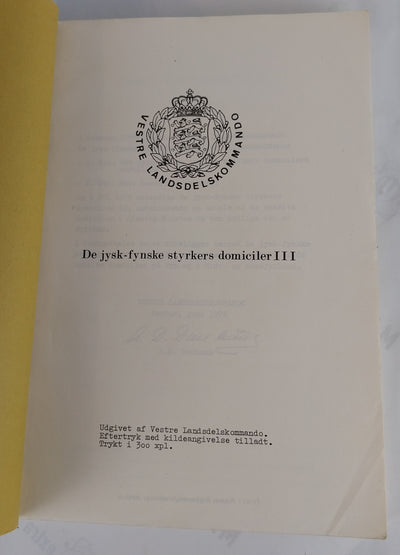 VESTRE LANDSDELSKOMMANDO
De jysk-fynske styrkers domiciler III
Udgivet af Vestre Landsdelskommando.
Eftertryk med kildeangivelse tilladt.
Trykt i 300 xpl.